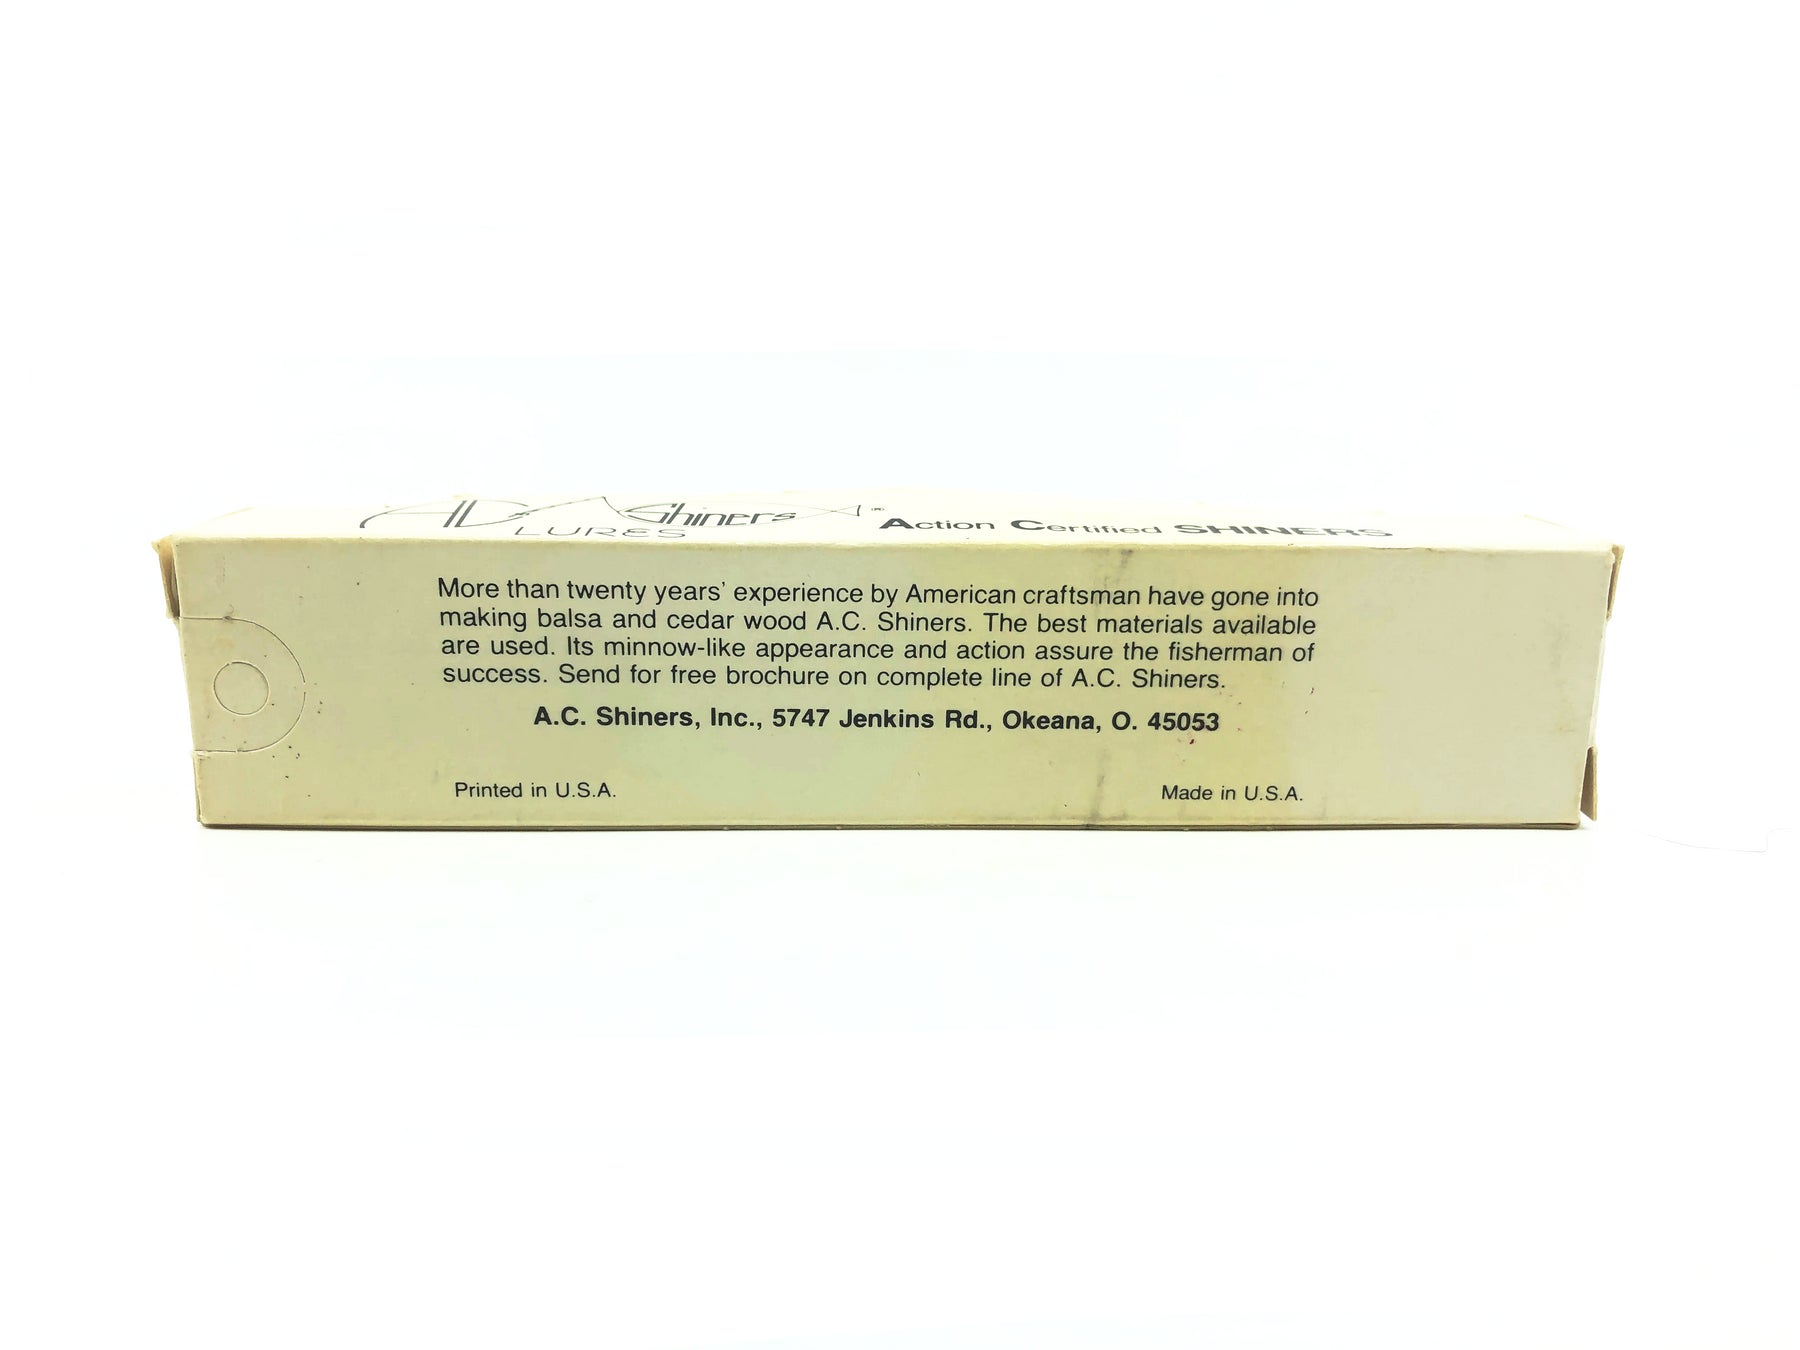 AC Shiners ®
LURES
Action Certified SHINERS
More than twenty years' experience by American craftsman have gone into
making balsa and cedar wood A.C. Shiners. The best materials available
are used. Its minnow-like appearance and action assure the fisherman of
success. Send for free brochure on complete line of A.C. Shiners.
A.C. Shiners, Inc., 5747 Jenkins Rd., Okeana, O. 45053
Printed in U.S.A.
Made in U.S.A.